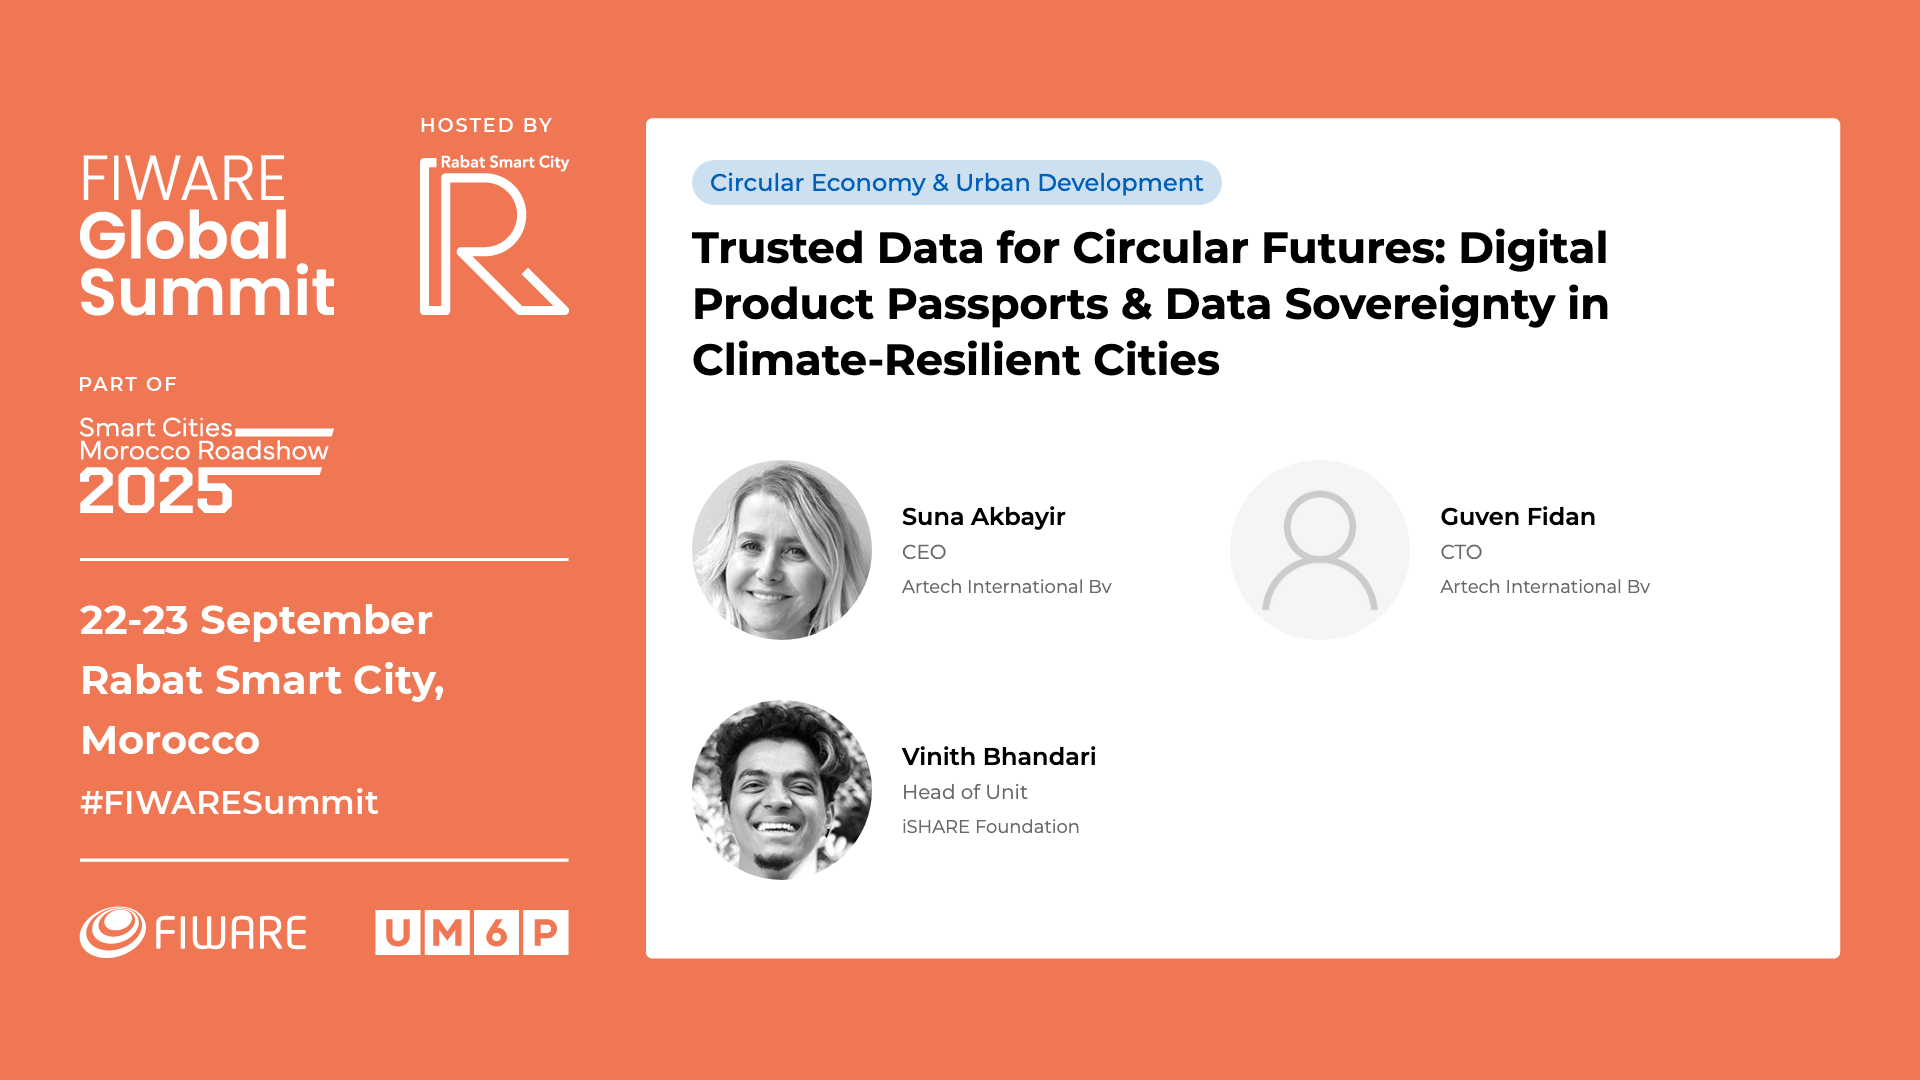 FIWARE
Global
Summit
HOSTED BY
Rabat Smart City
R
PART OF
Smart Cities
Morocco Roadshow
2025
22-23 September
Rabat Smart City,
Morocco
#FIWARESummit
FIWARE
UM6P
Circular Economy & Urban Development
Trusted Data for Circular Futures: Digital
Product Passports & Data Sovereignty in
Climate-Resilient Cities
Suna Akbayir
CEO
Artech International Bv
Guven Fidan
CTO
Artech International Bv
Vinith Bhandari
Head of Unit
iSHARE Foundation